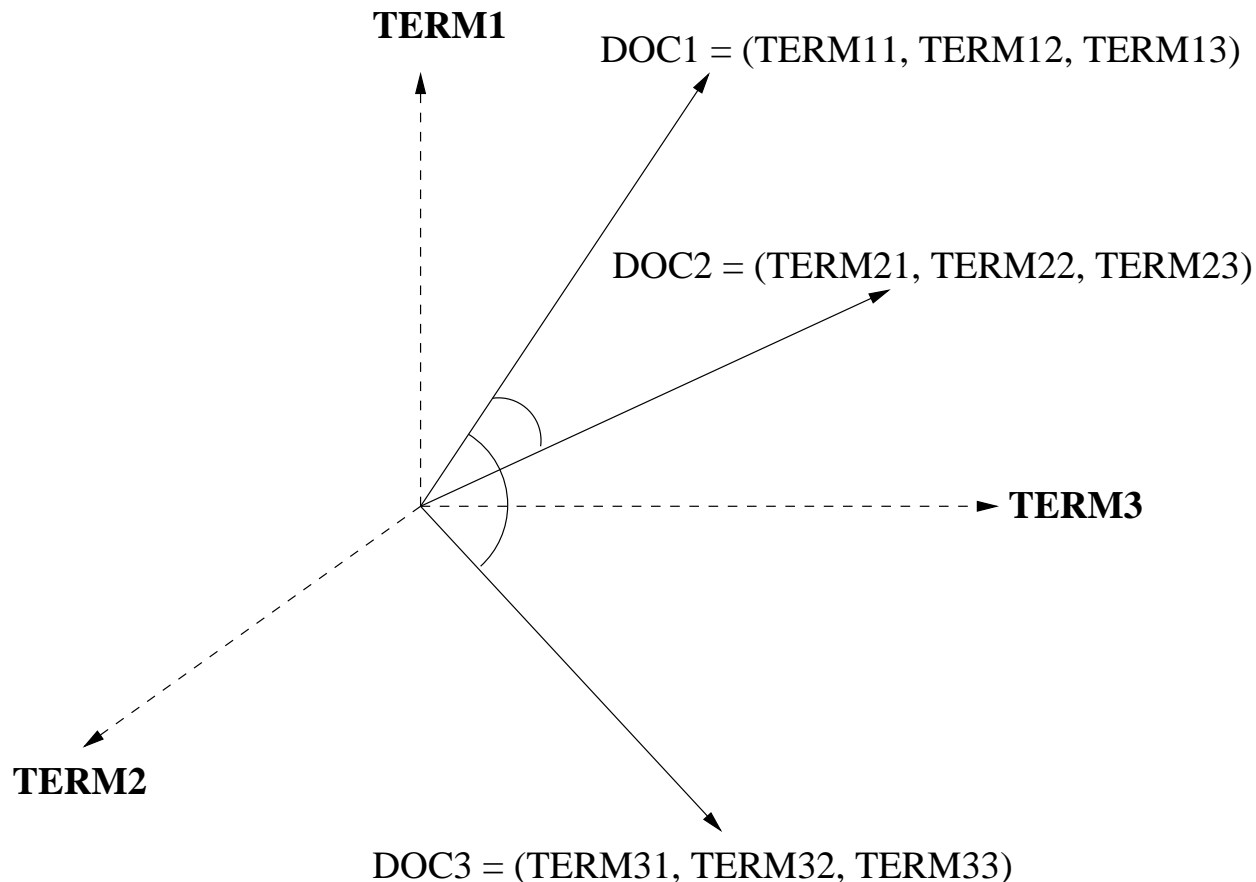 TERM1
DOC1 = (TERM11, TERM12, TERM13)
DOC2 = (TERM21, TERM22, TERM23)
TERM3
TERM2
DOC3 = (TERM31, TERM32, TERM33)